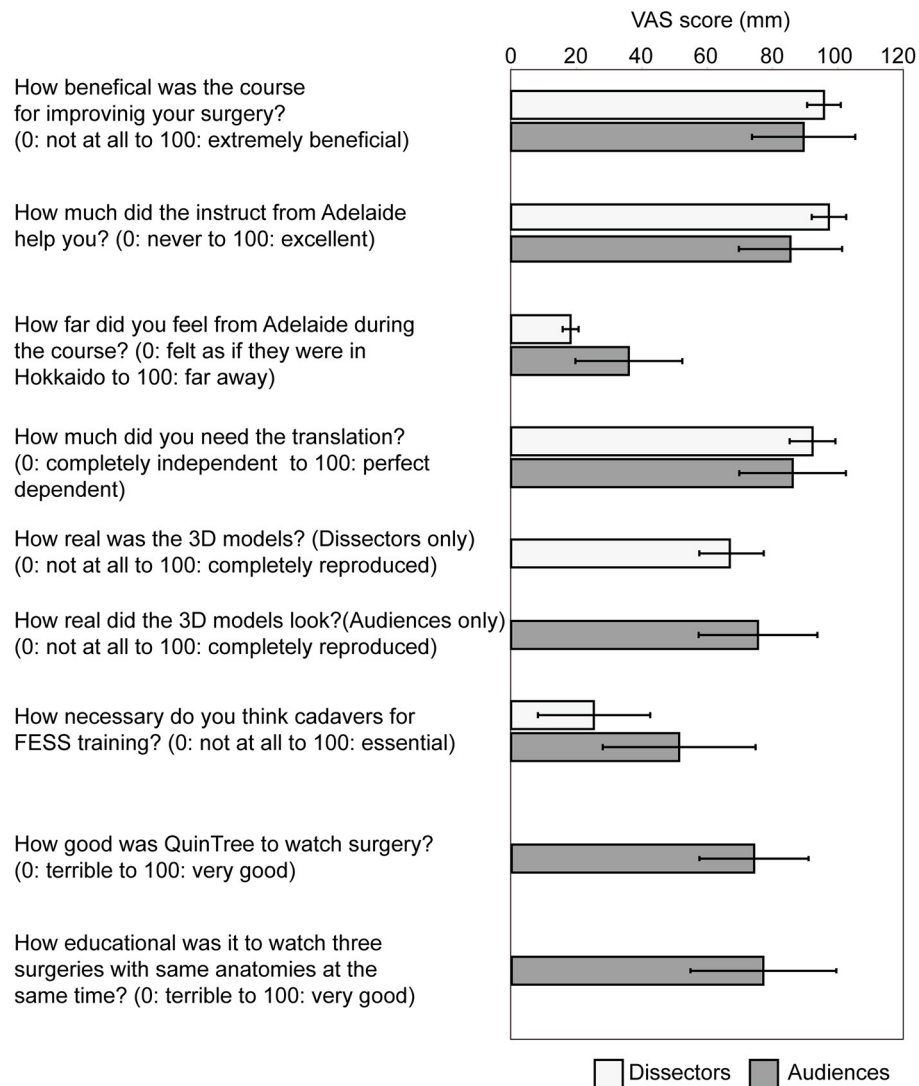 VAS score (mm)
0 20 40 60 80 100 120
How benefical was the course
for improvinig your surgery?
(0: not at all to 100: extremely beneficial)
How much did the instruct from Adelaide
help you? (0: never to 100: excellent)
How far did you feel from Adelaide during
the course? (0: felt as if they were in
Hokkaido to 100: far away)
How much did you need the translation?
(0: completely independent  to 100: perfect
dependent)
How real was the 3D models? (Dissectors only)
(0: not at all to 100: completely reproduced)
How real did the 3D models look?(Audiences only)
(0: not at all to 100: completely reproduced)
How necessary do you think cadavers for
FESS training? (0: not at all to 100: essential)
How good was QuinTree to watch surgery?
(0: terrible to 100: very good)
How educational was it to watch three
surgeries with same anatomies at the
same time? (0: terrible to 100: very good)
Dissectors Audiences